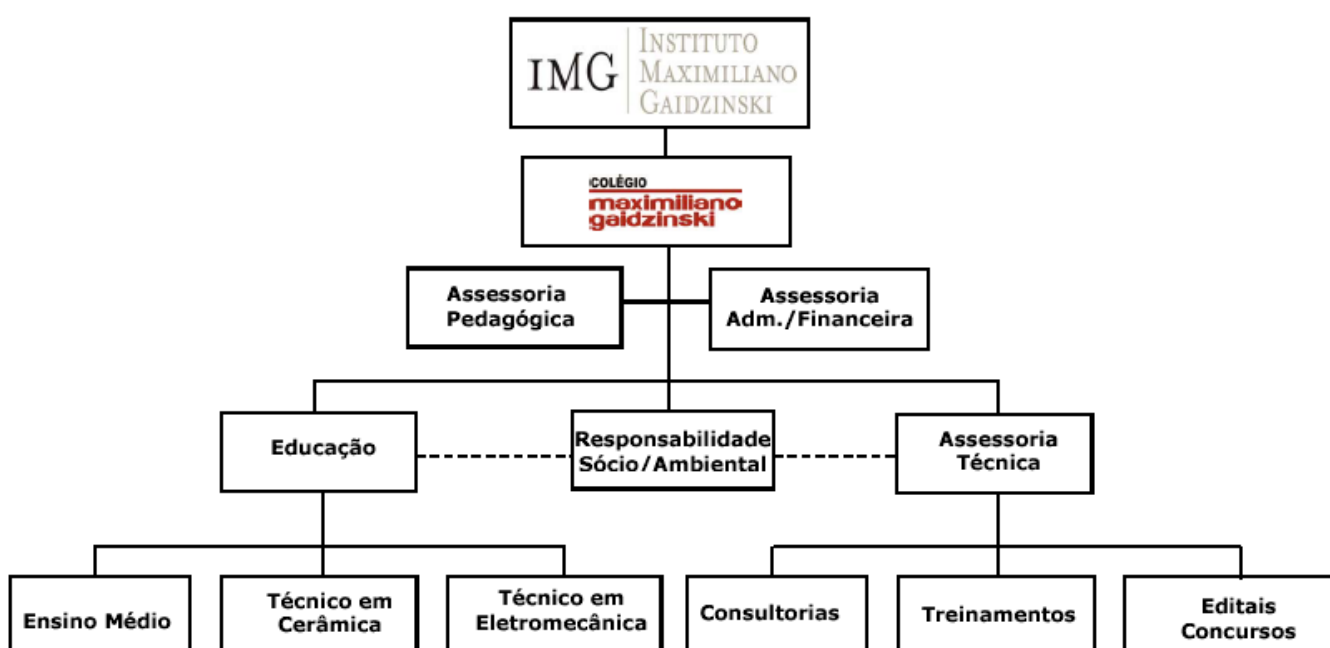 IMG
INSTITUTO
MAXIMILIANO
GAIDZINSKI
COLÉGIO
maximiliano
gaidzinski
Assessoria
Pedagógica
Assessoria
Adm./Financeira
Educação
Responsabilidade
Sócio/Ambiental
Assessoria
Técnica
Ensino Médio
Técnico em
Cerâmica
Técnico em
Eletromecânica
Consultorias
Treinamentos
Editais
Concursos